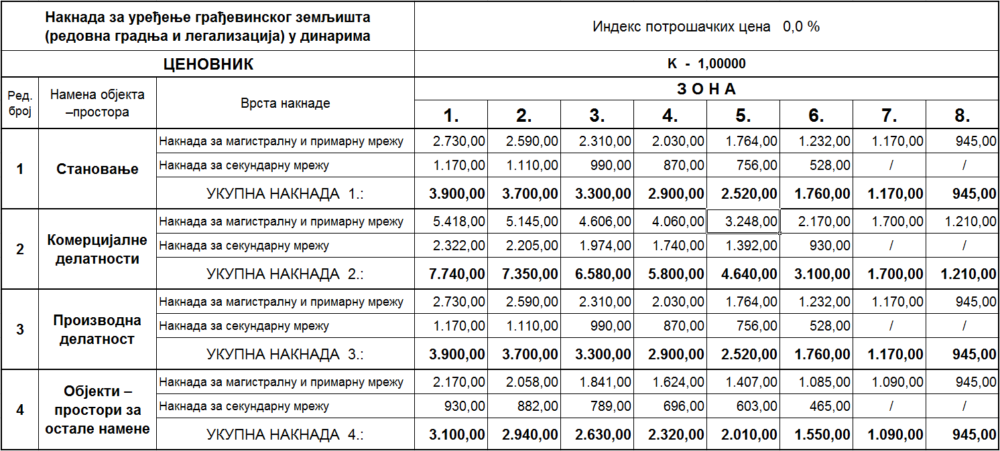 Накнада за уређење грађевинског земљишта
(редовна градња и легализација) у динарима
Индекс потрошачких цена 0,0 %
ЦЕНОВНИК
К - 1,00000
Ред.
број
Намена објекта
–простора
Врста накнаде
З О Н А
1. 2. 3. 4. 5. 6. 7. 8.
1
Становање
Накнада за магистралну и примарну мрежу 2.730,00 2.590,00 2.310,00 2.030,00 1.764,00 1.232,00 1.170,00 945,00
Накнада за секундарну мрежу 1.170,00 1.110,00 990,00 870,00 756,00 528,00 / /
УКУПНА НАКНАДА 1.: 3.900,00 3.700,00 3.300,00 2.900,00 2.520,00 1.760,00 1.170,00 945,00
2
Комерцијалне
делатности
Накнада за магистралну и примарну мрежу 5.418,00 5.145,00 4.606,00 4.060,00 3.248,00 2.170,00 1.700,00 1.210,00
Накнада за секундарну мрежу 2.322,00 2.205,00 1.974,00 1.740,00 1.392,00 930,00 / /
УКУПНА НАКНАДА 2.: 7.740,00 7.350,00 6.580,00 5.800,00 4.640,00 3.100,00 1.700,00 1.210,00
3
Производна
делатност
Накнада за магистралну и примарну мрежу 2.730,00 2.590,00 2.310,00 2.030,00 1.764,00 1.232,00 1.170,00 945,00
Накнада за секундарну мрежу 1.170,00 1.110,00 990,00 870,00 756,00 528,00 / /
УКУПНА НАКНАДА 3.: 3.900,00 3.700,00 3.300,00 2.900,00 2.520,00 1.760,00 1.170,00 945,00
4
Објекти –
простори за
остале намене
Накнада за магистралну и примарну мрежу 2.170,00 2.058,00 1.841,00 1.624,00 1.407,00 1.085,00 1.090,00 945,00
Накнада за секундарну мрежу 930,00 882,00 789,00 696,00 603,00 465,00 / /
УКУПНА НАКНАДА 4.: 3.100,00 2.940,00 2.630,00 2.320,00 2.010,00 1.550,00 1.090,00 945,00